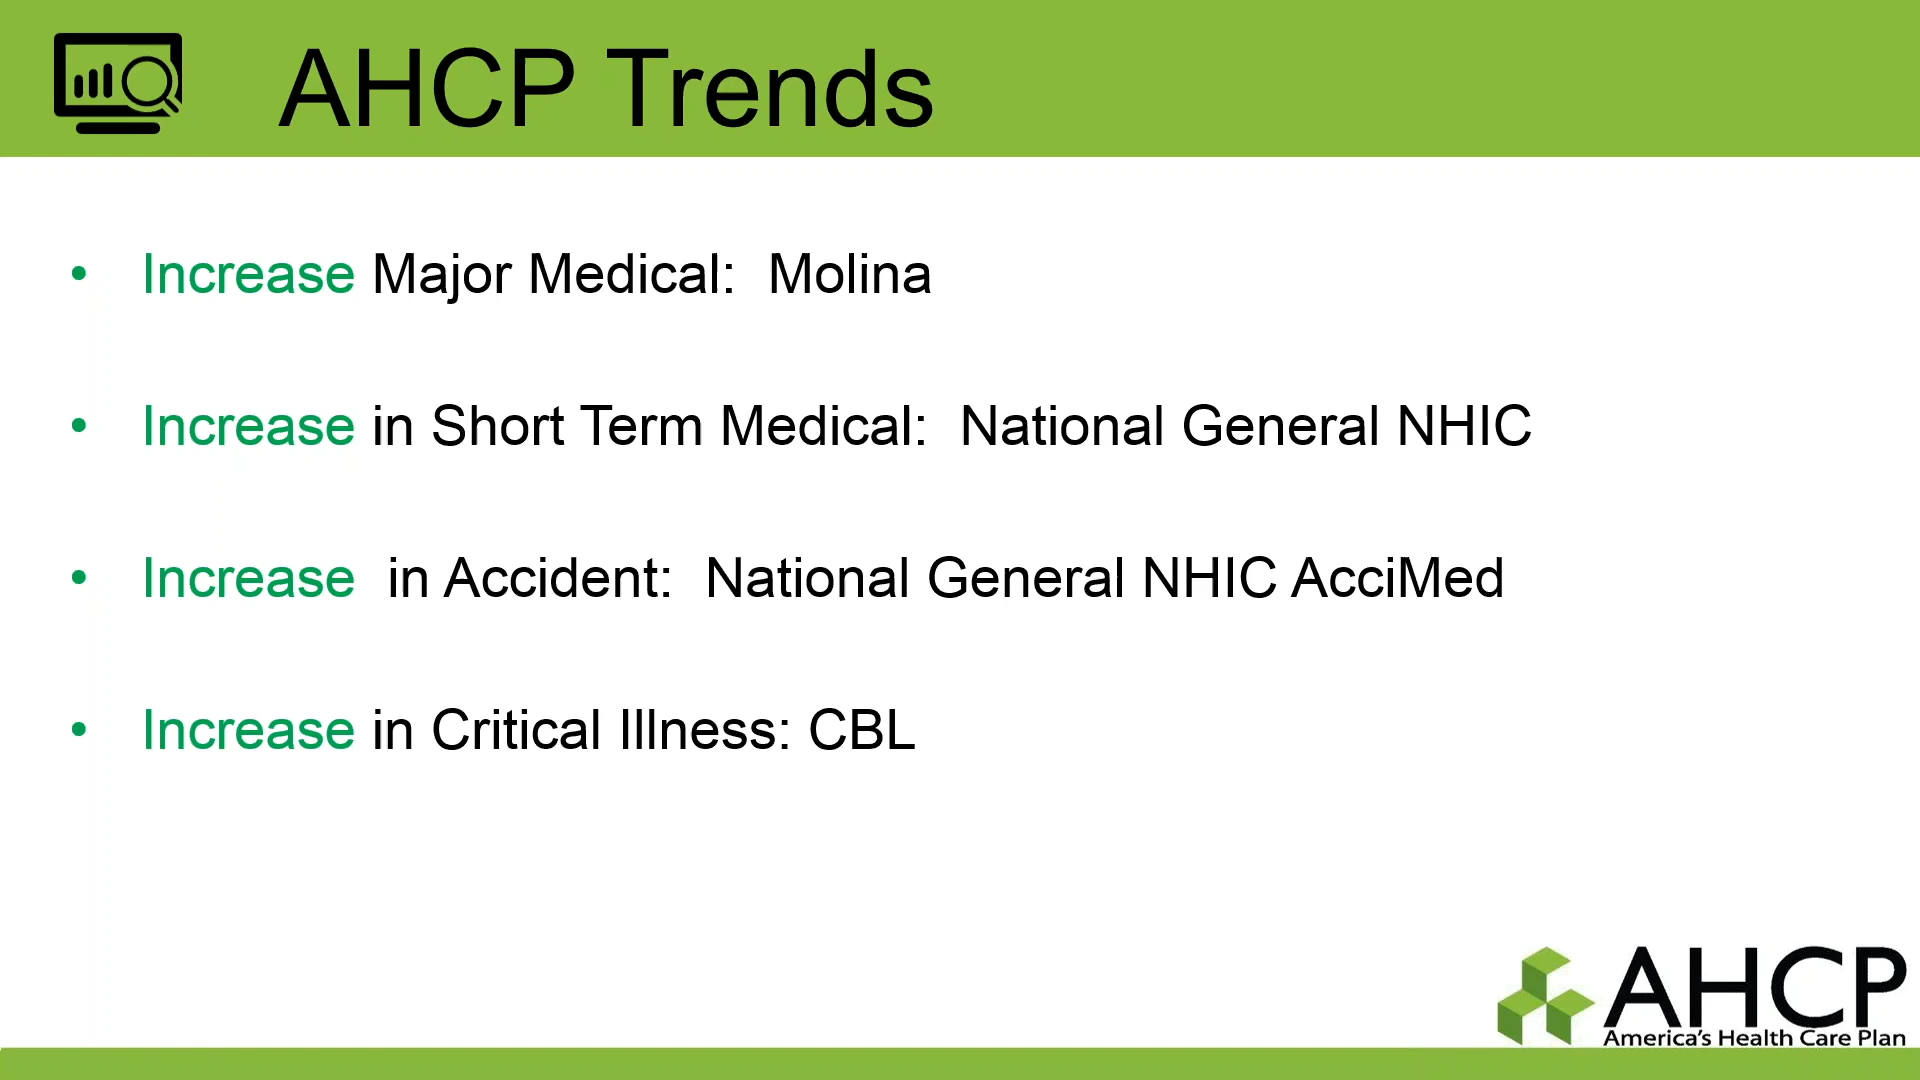 AHCP Trends
• Increase Major Medical:  Molina
• Increase in Short Term Medical:  National General NHIC
• Increase  in Accident:  National General NHIC AcciMed
• Increase in Critical Illness: CBL
AHCP
America's Health Care Plan